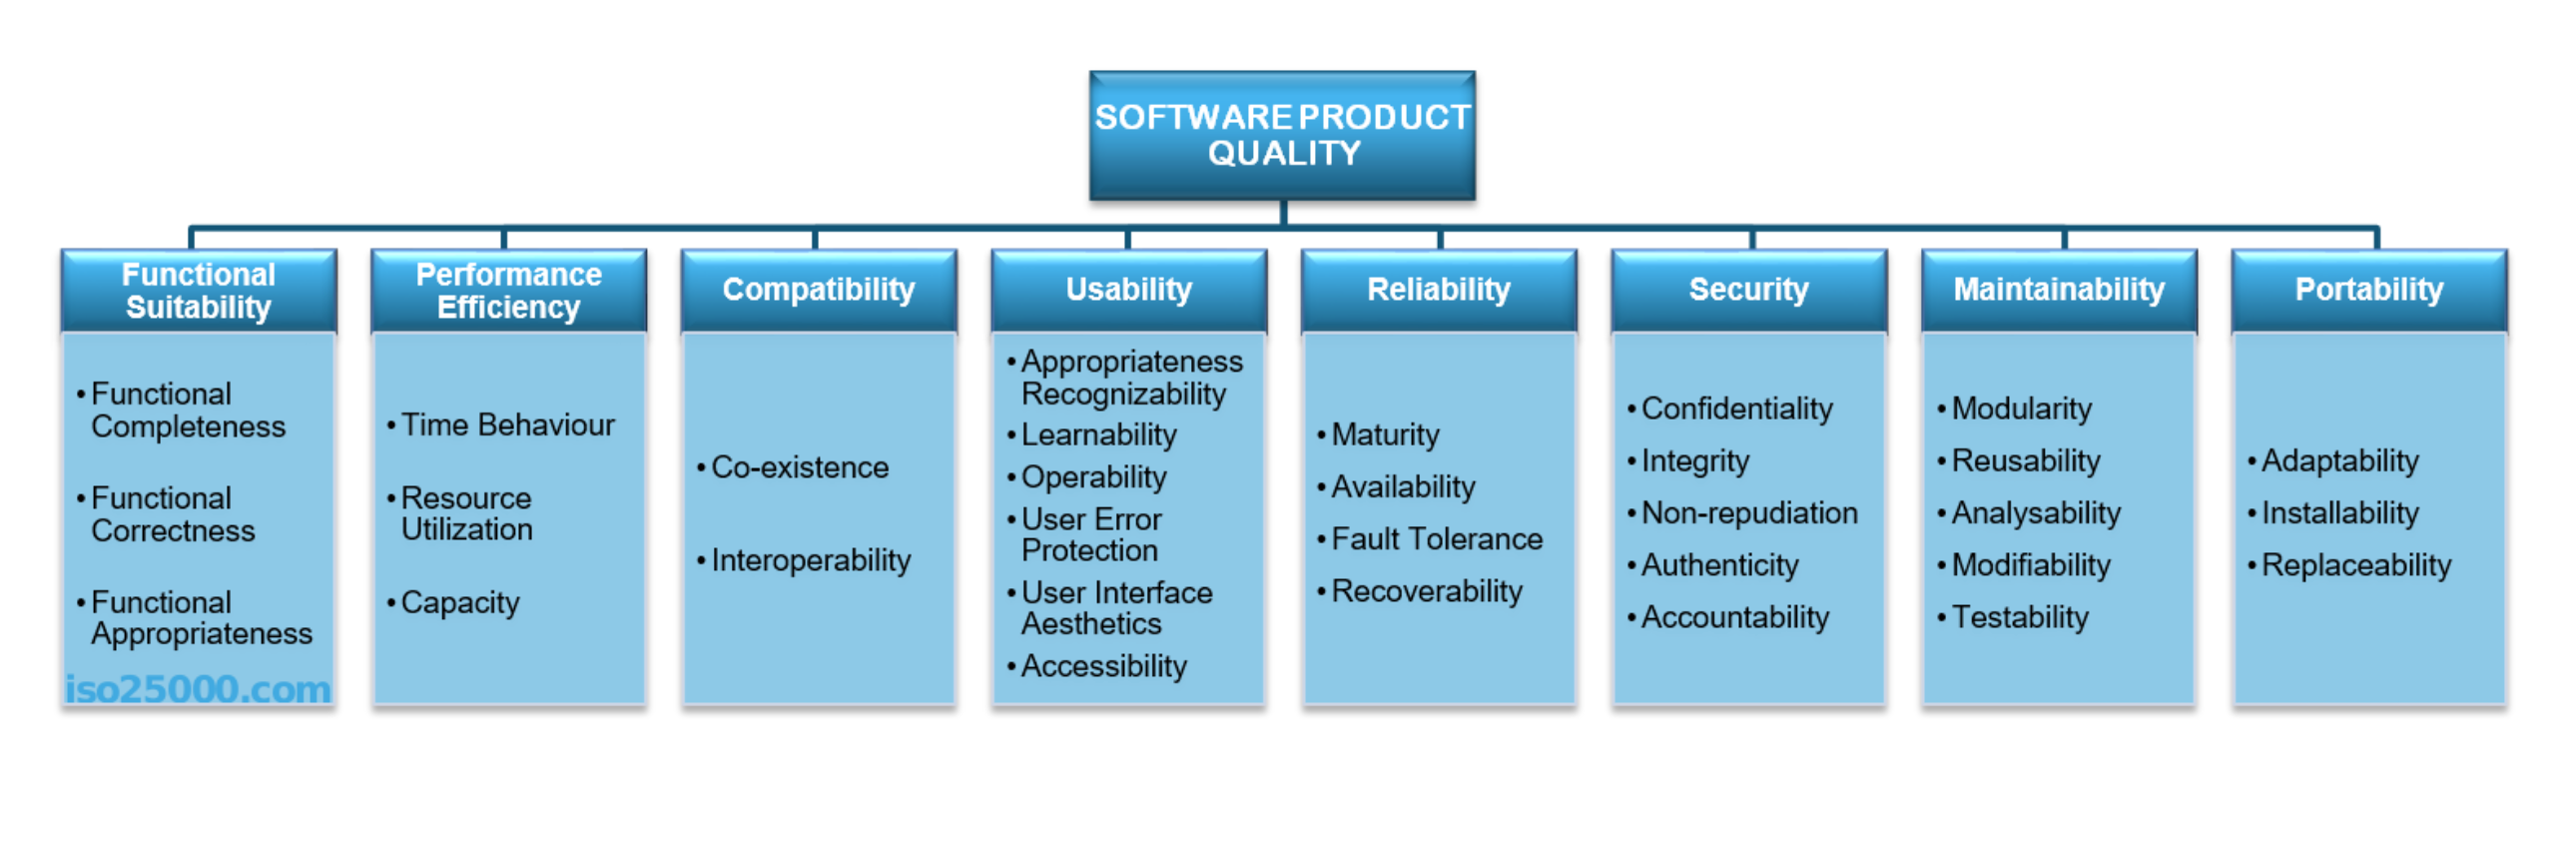 SOFTWARE PRODUCT
QUALITY
Functional
Suitability
• Functional
Completeness
• Functional
Correctness
• Functional
Appropriateness
iso25000.com
Performance
Efficiency
• Time Behaviour
• Resource
Utilization
• Capacity
Compatibility
• Co-existence
• Interoperability
Usability
• Appropriateness
Recognizability
• Learnability
• Operability
• User Error
Protection
• User Interface
Aesthetics
• Accessibility
Reliability
• Maturity
• Availability
• Fault Tolerance
• Recoverability
Security
• Confidentiality
• Integrity
• Non-repudiation
• Authenticity
• Accountability
Maintainability
• Modularity
• Reusability
• Analysability
• Modifiability
• Testability
Portability
• Adaptability
• Installability
• Replaceability